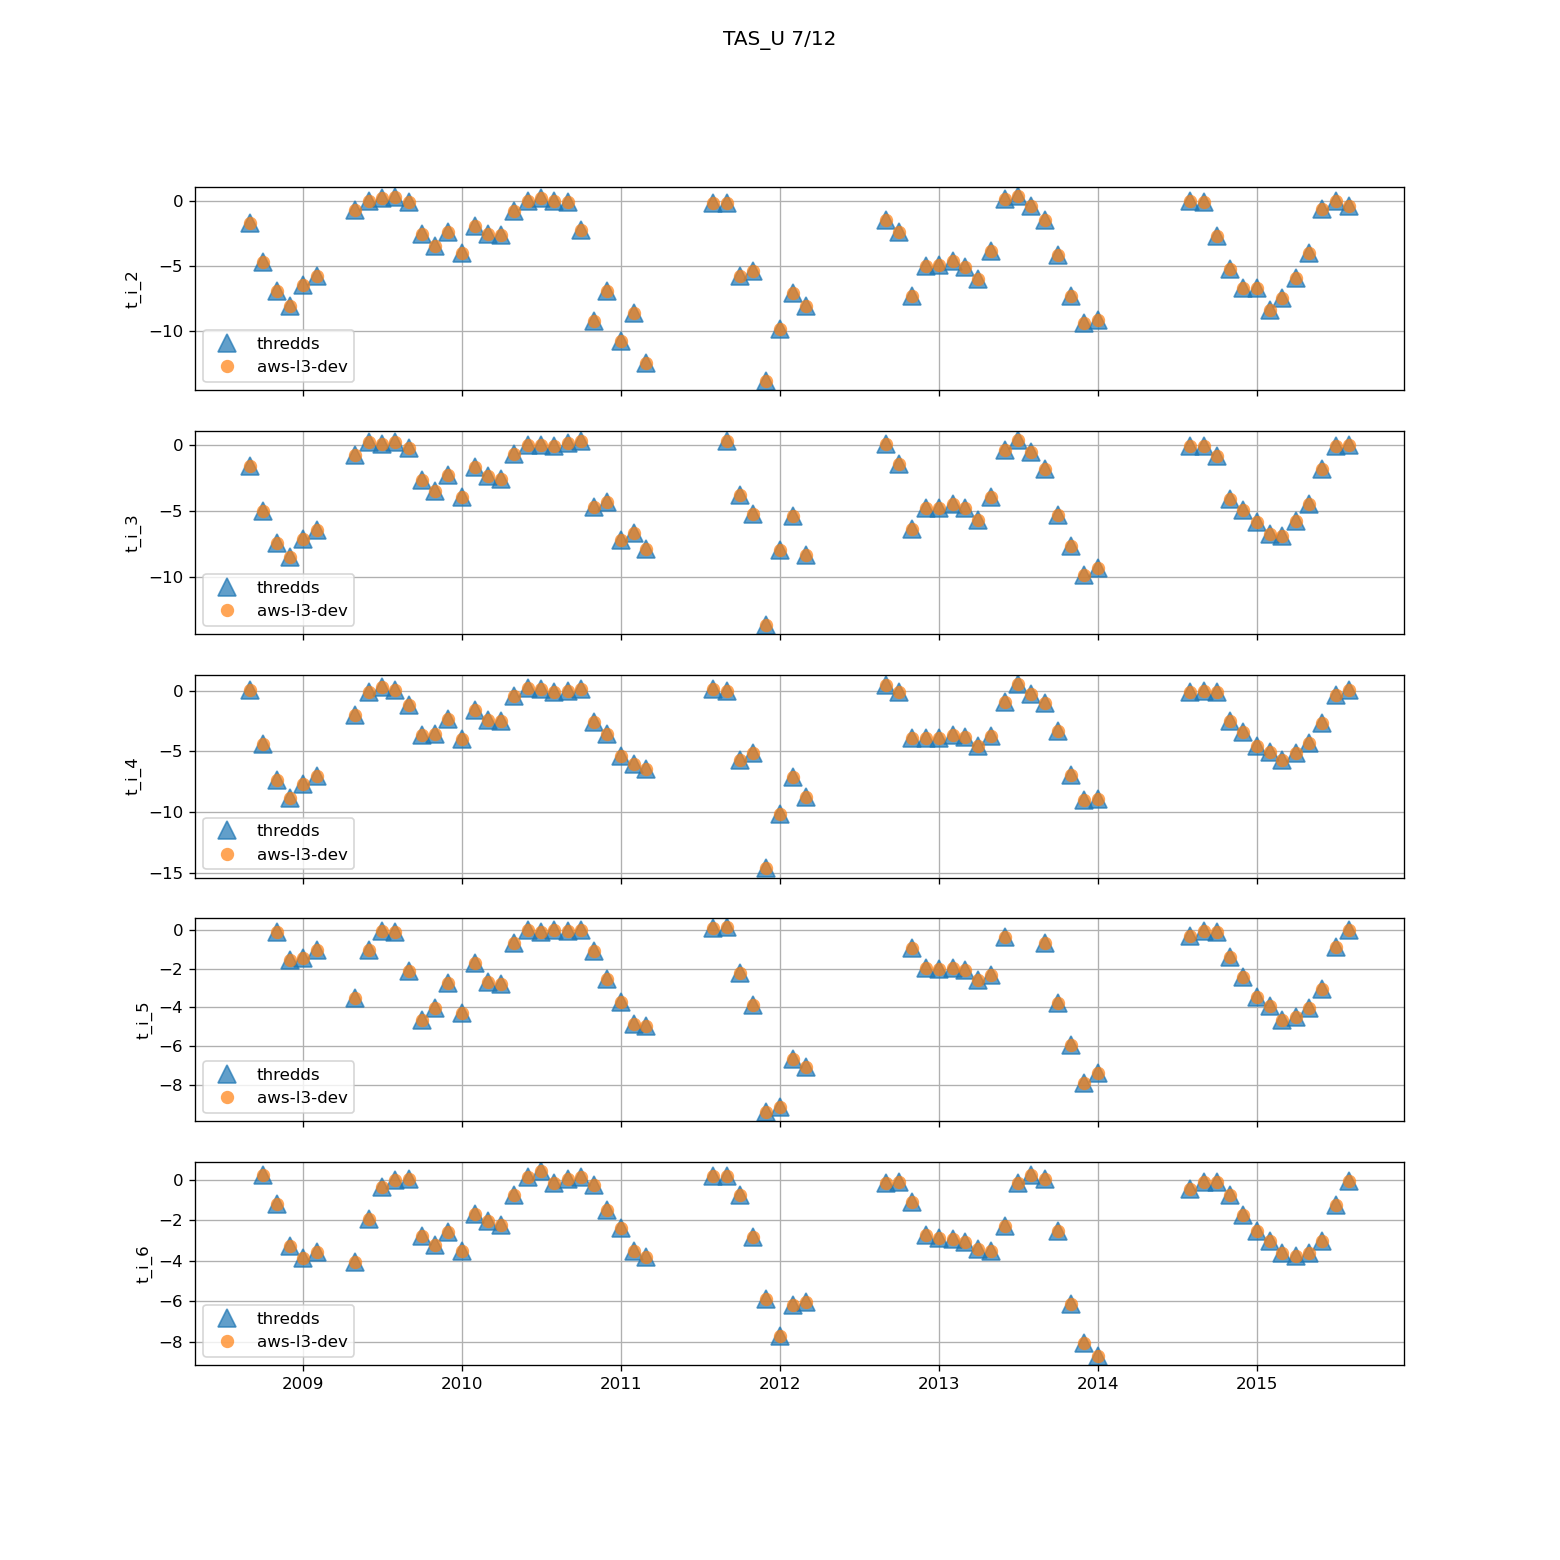 TAS_U 7/12
0
−5
−10
t_i_2
thredds
aws-l3-dev
0
−5
−10
t_i_3
thredds
aws-l3-dev
0
−5
−10
−15
t_i_4
thredds
aws-l3-dev
0
−2
−4
−6
−8
t_i_5
thredds
aws-l3-dev
0
−2
−4
−6
−8
t_i_6
thredds
aws-l3-dev
2009 2010 2011 2012 2013 2014 2015